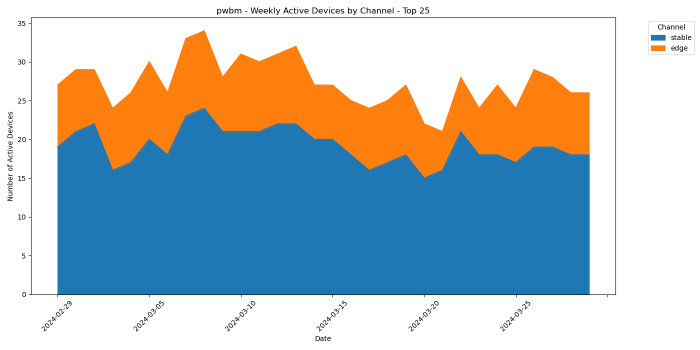 pwbm - Weekly Active Devices by Channel - Top 25
Channel
stable
edge
Number of Active Devices
35
30
25
20
15
10
5
0
2024-02-29
2024-03-05
2024-03-10
2024-03-15
2024-03-20
2024-03-25
Date